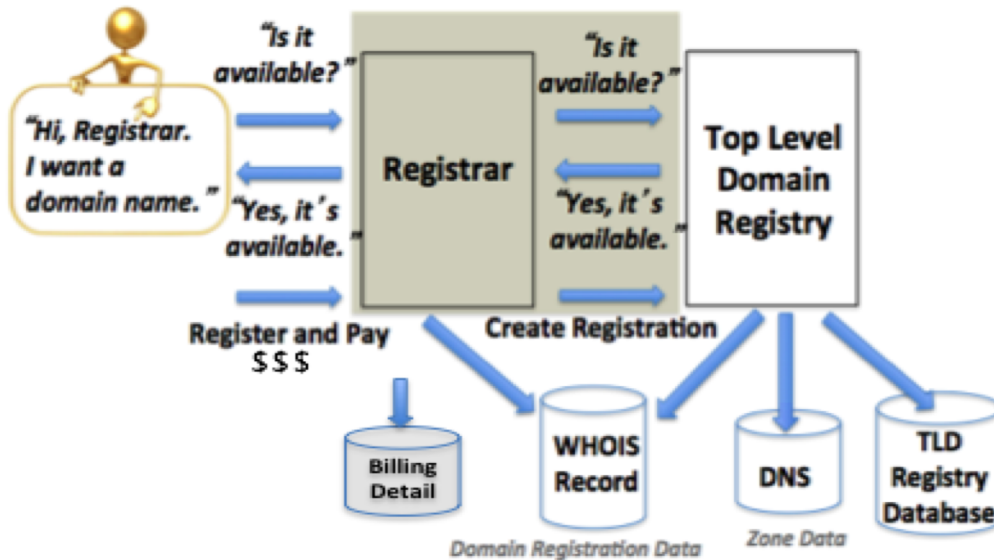 “Is it
available?”
“Hi, Registrar.
I want a
domain name.”
“Yes, it´s
available.”
Register and Pay
$$$
Registrar
“Is it
available?”
“Yes, it´s
available.”
Create Registration
Top Level
Domain
Registry
Billing
Detail
WHOIS
Record
DNS
TLD
Registry
Database
Domain Registration Data
Zone Data